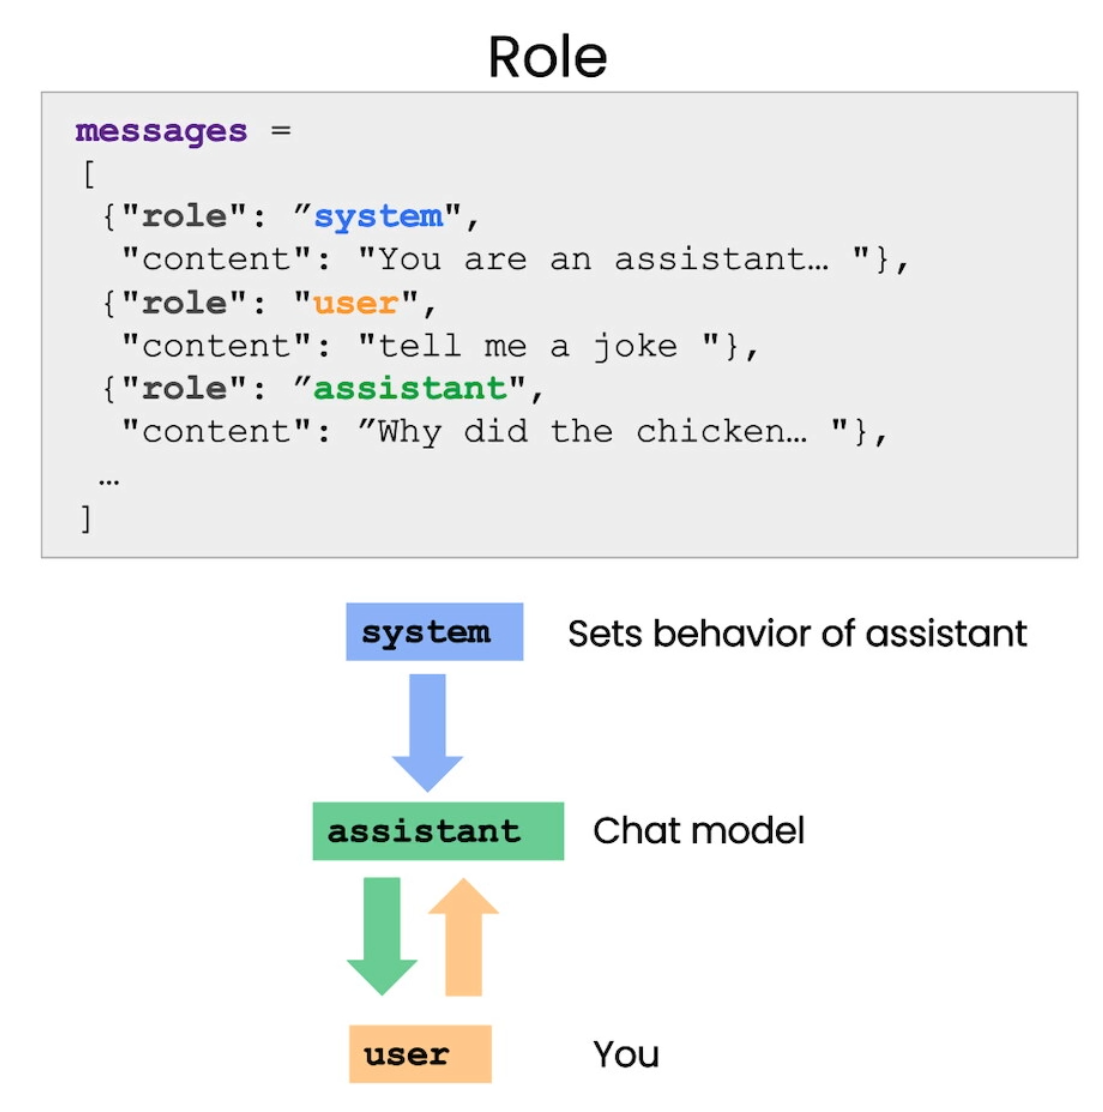 Role
messages =
[
{"role": ”system",
"content": "You are an assistant… "},
{"role": "user",
"content": "tell me a joke "},
{"role": ”assistant",
"content": ”Why did the chicken… "},
…
]
system Sets behavior of assistant
assistant Chat model
user You